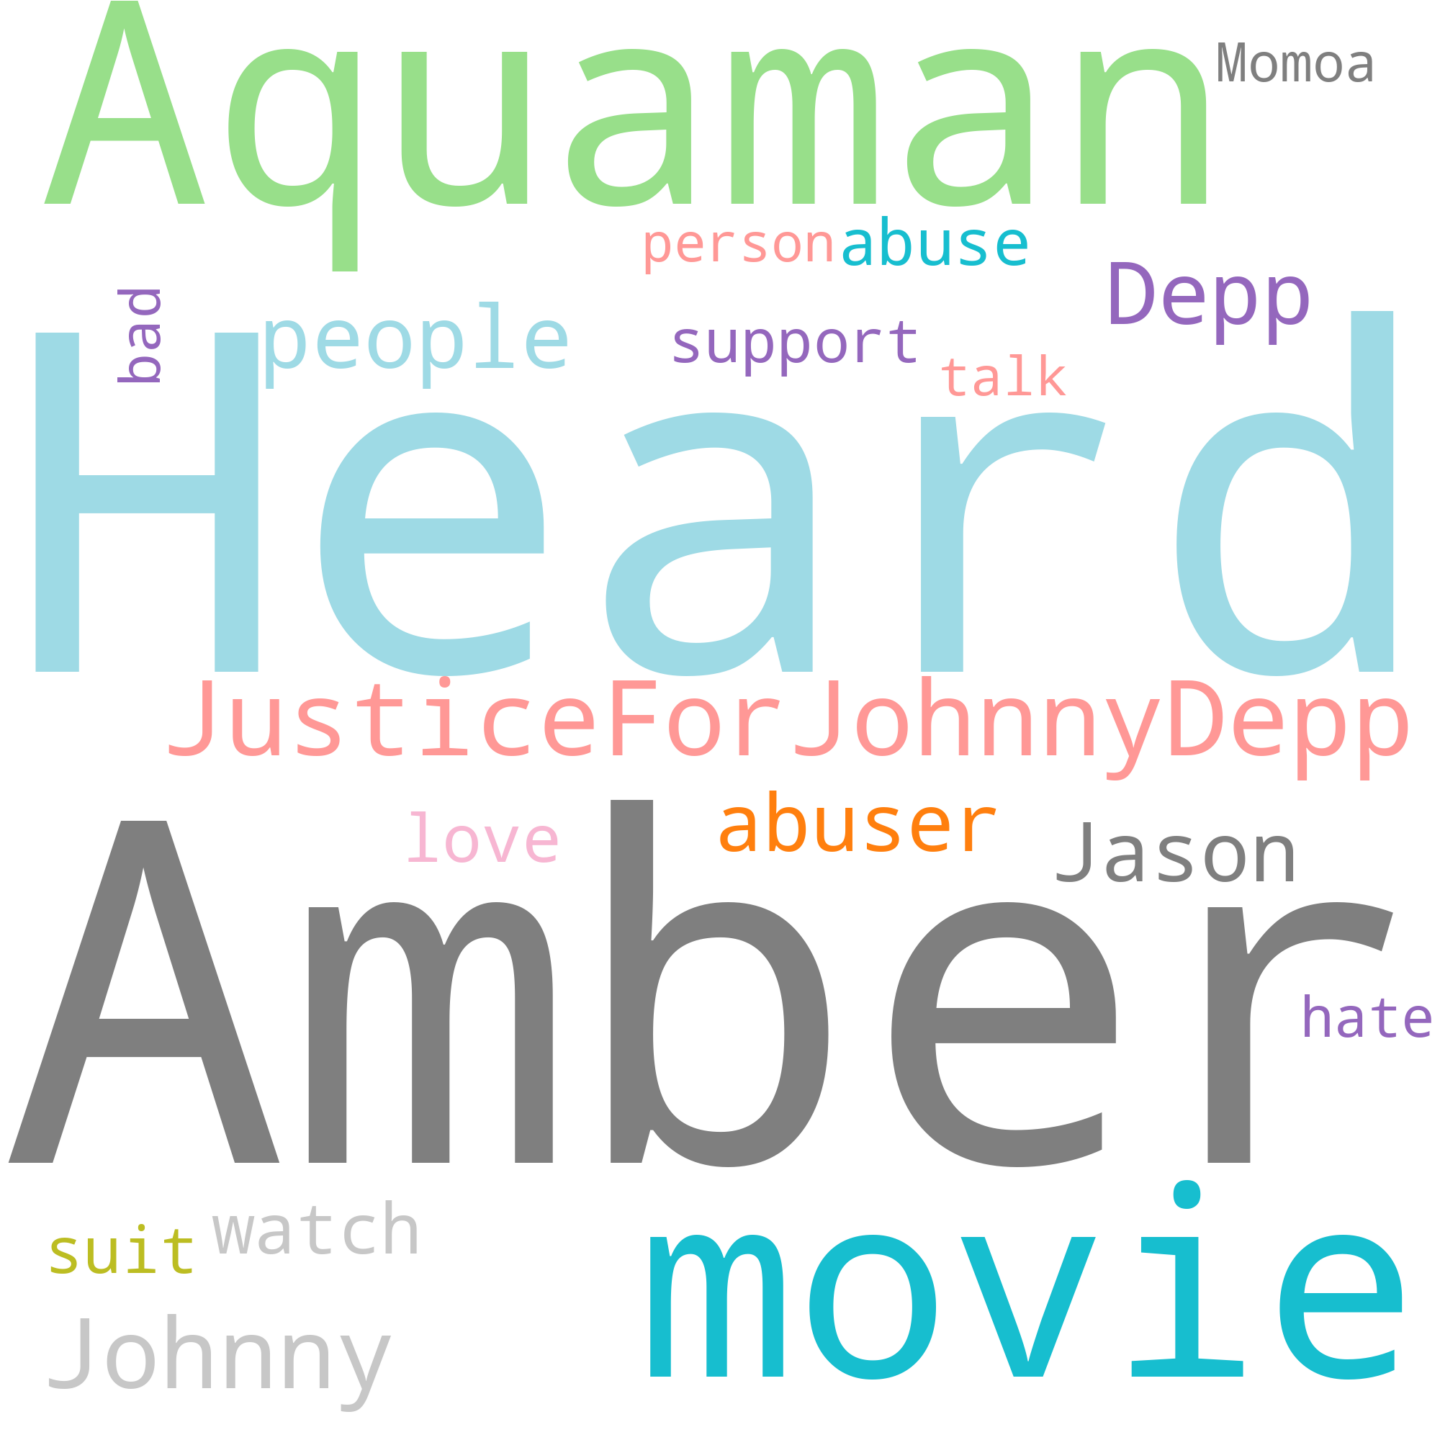 Aquaman
Momoa
person
abuse
Depp
bad
people
support
talk
Heard
JusticeForJohnnyDepp
love
abuser
Jason
Amber
hate
movie
suit
watch
Johnny